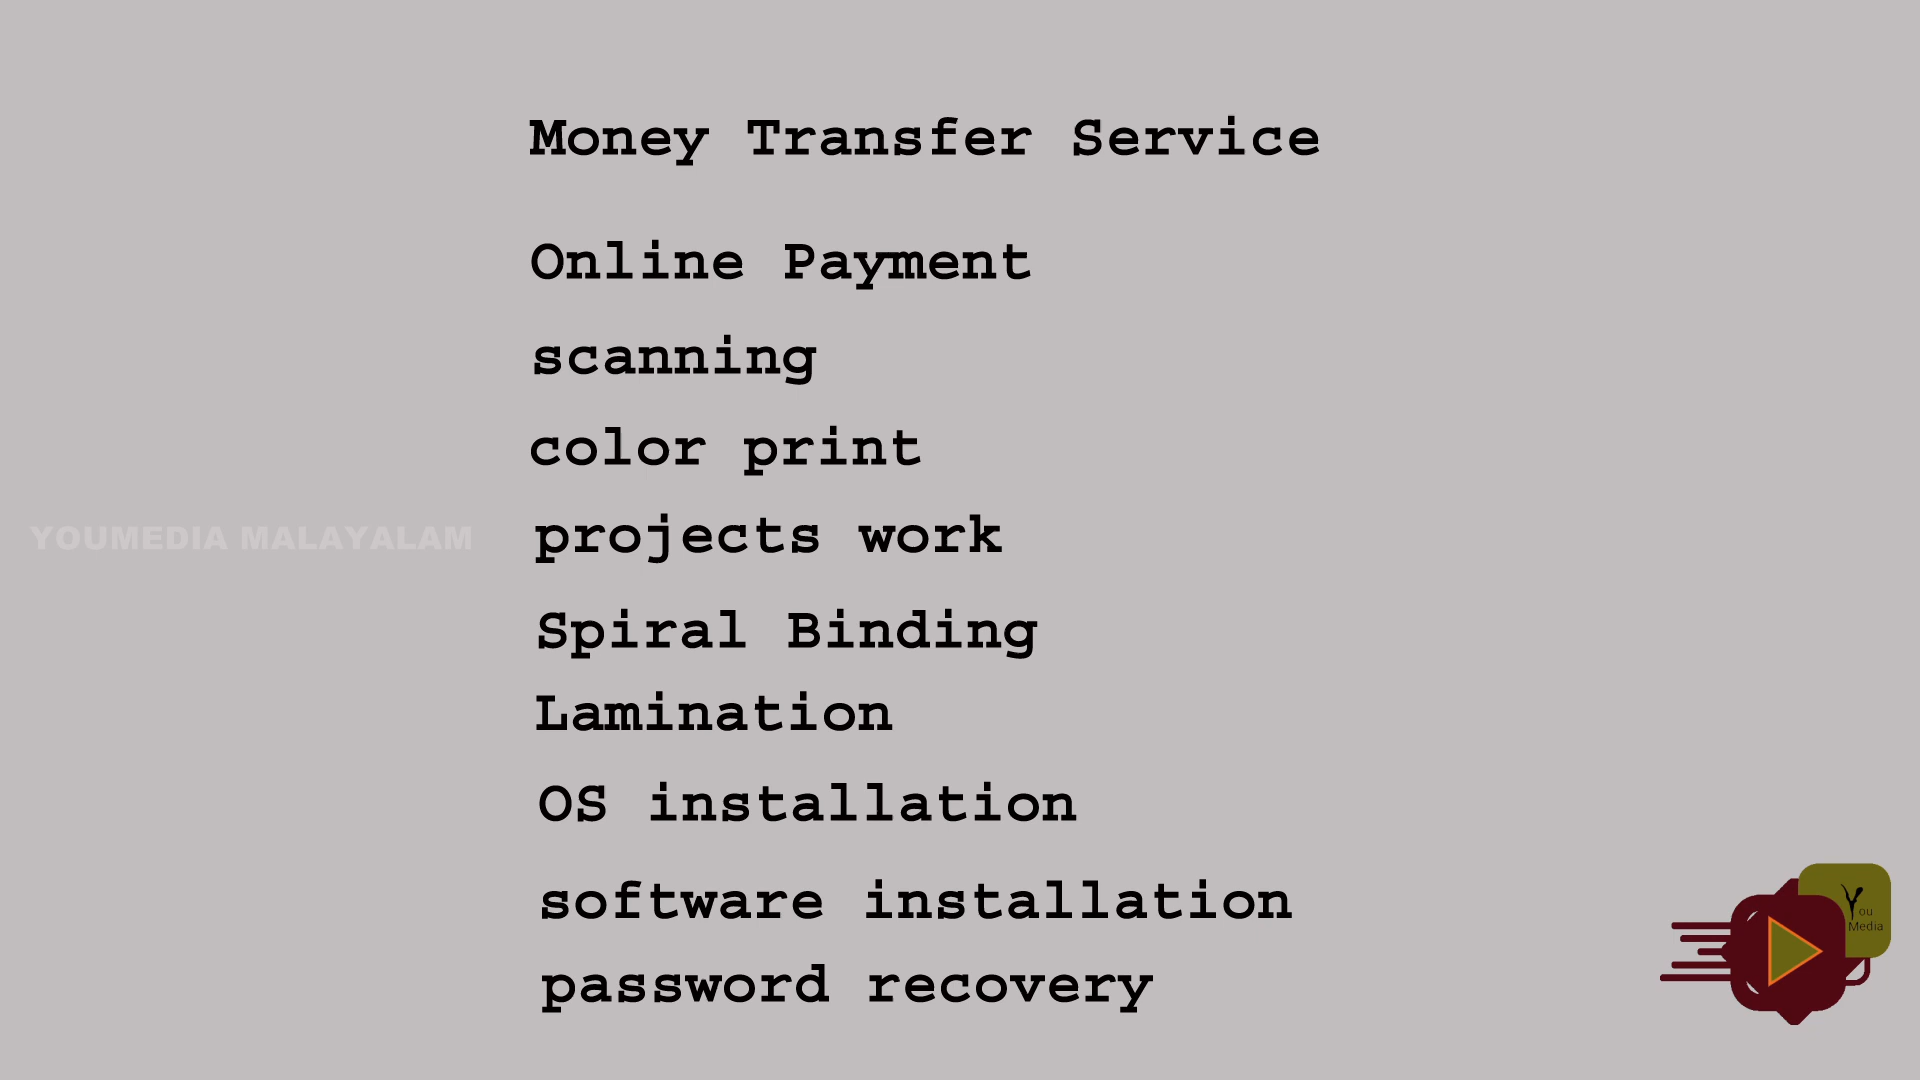 Money Transfer Service
Online Payment
scanning
color print
projects work
YOUMEDIA MALAYALAM
Spiral Binding
Lamination
OS installation
software installation
password recovery
You
Media